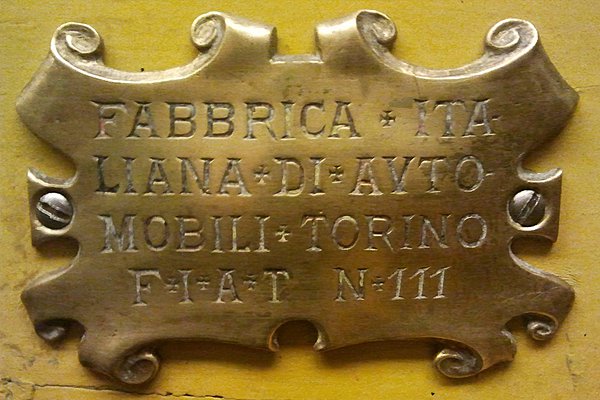 FABBRICA + ITA-
LIANA + DI + AVTO-
MOBILI + TORINO
F + I + A + T N + 111